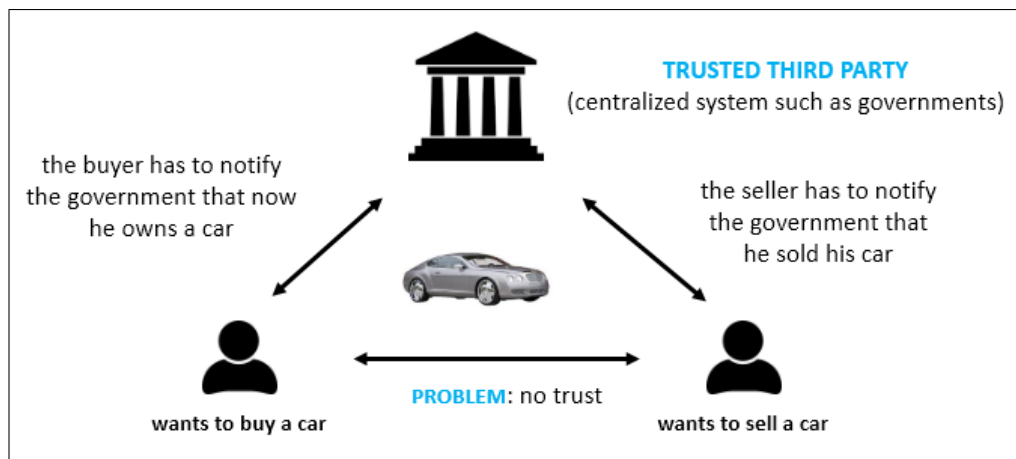 TRUSTED THIRD PARTY
(centralized system such as governments)
the buyer has to notify
the government that now
he owns a car
the seller has to notify
the government that
he sold his car
PROBLEM: no trust
wants to buy a car
wants to sell a car